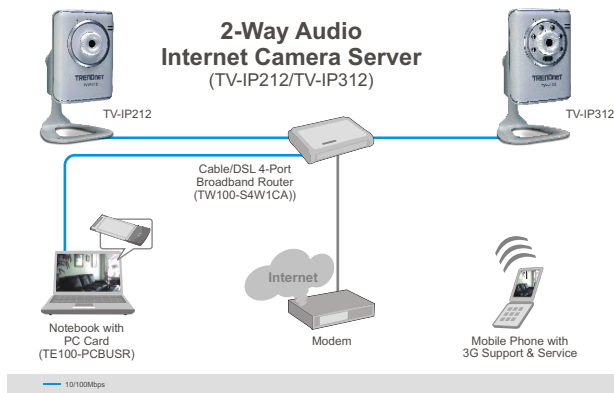 2-Way Audio
Internet Camera Server
(TV-IP212/TV-IP312)
TRENDnet
TRENDnet
TV-IP212
TV-IP312
Cable/DSL 4-Port
Broadband Router
(TW100-S4W1CA))
Internet
Notebook with
PC Card
(TE100-PCBUSR)
Modem
Mobile Phone with
3G Support & Service
10/100Mbps